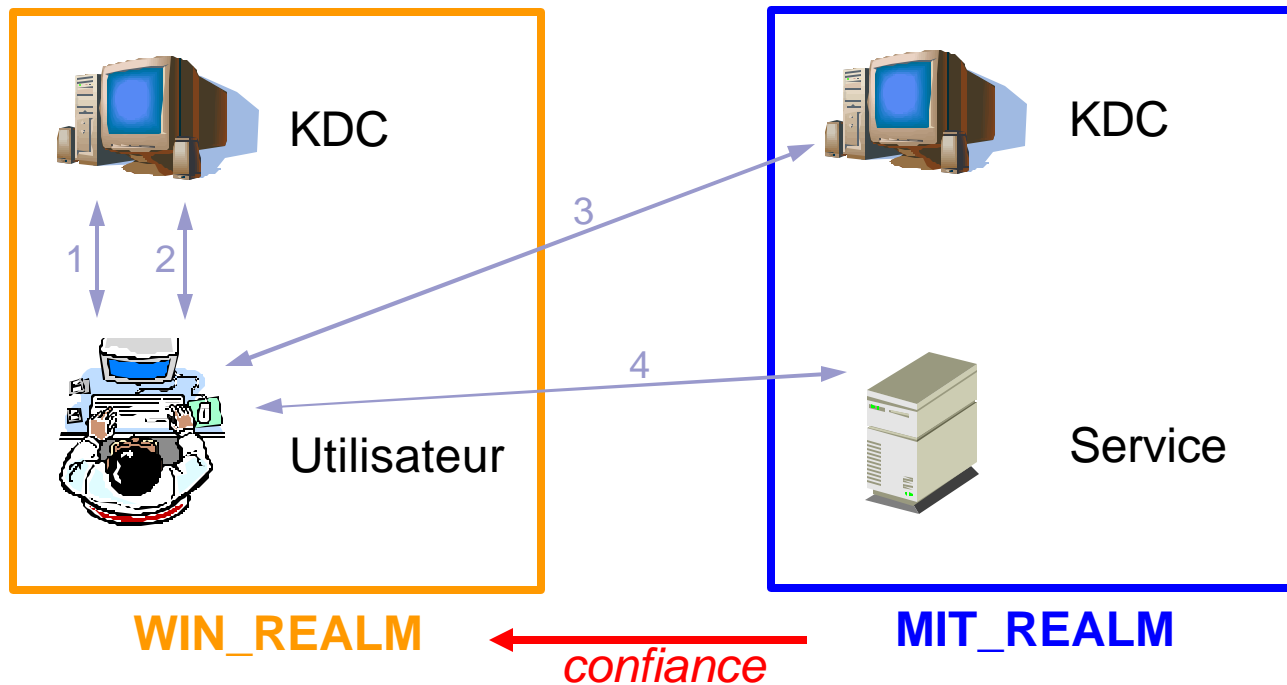 KDC
KDC
3
1
2
4
Utilisateur
Service
WIN_REALM
MIT_REALM
confiance